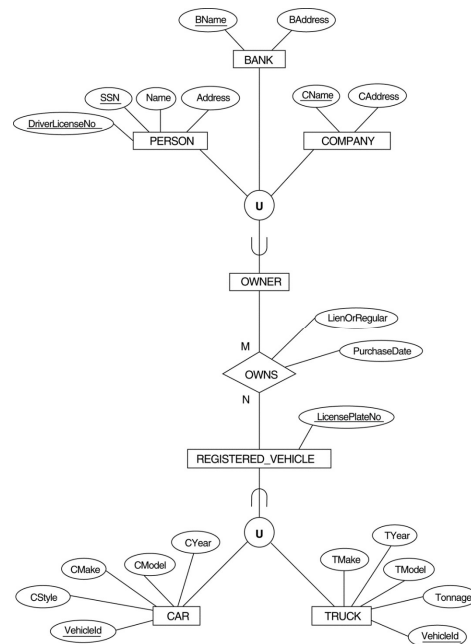 BName
BAddress
BANK
SSN
Name
Address
CName
CAddress
DriverLicenseNo
PERSON
COMPANY
U
OWNER
LienOrRegular
M
PurchaseDate
OWNS
N
LicensePlateNo
REGISTERED_VEHICLE
U
CYear
TYear
CModel
TMake
CMake
TModel
CStyle
Tonnage
VehicleId
CAR
TRUCK
VehicleId